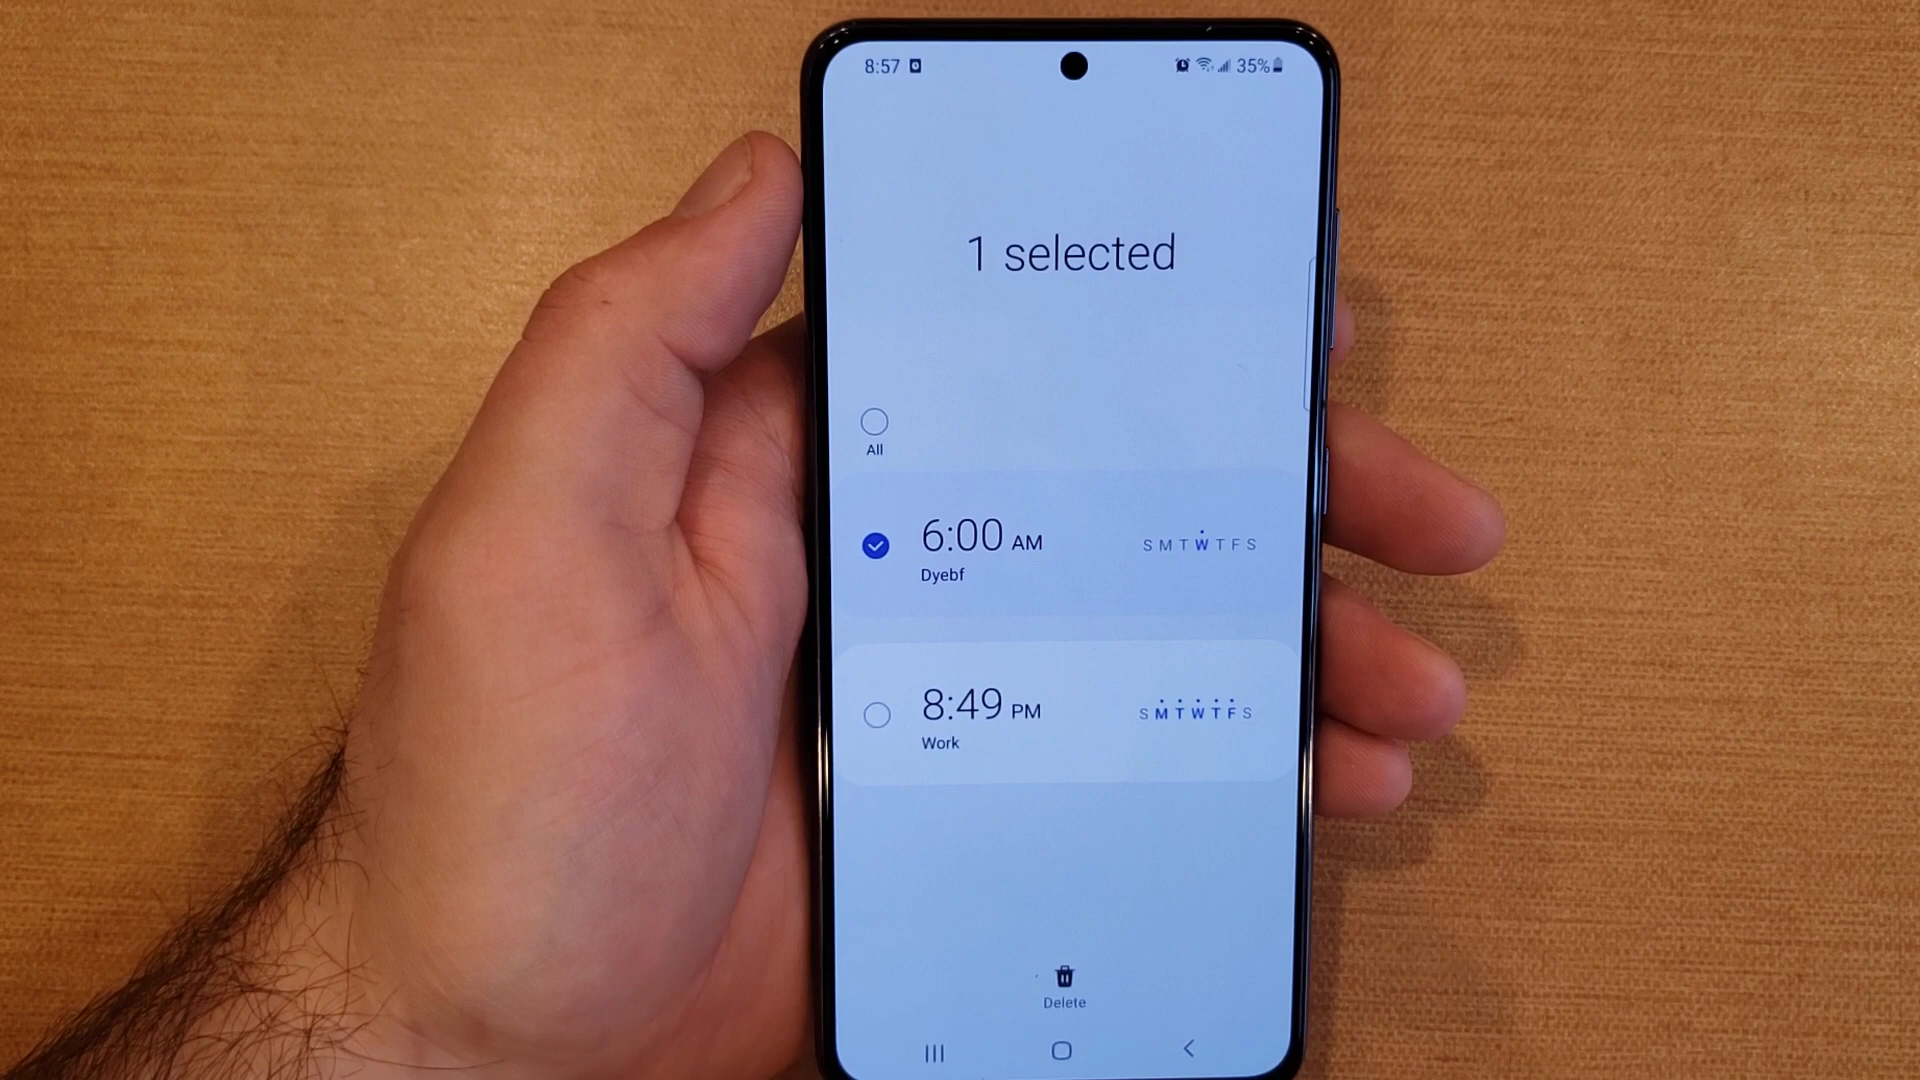 8:57 35%
1 selected
All
6:00 AM S M T W T F S
Dyebf
8:49 PM S M T W T F S
Work
Delete